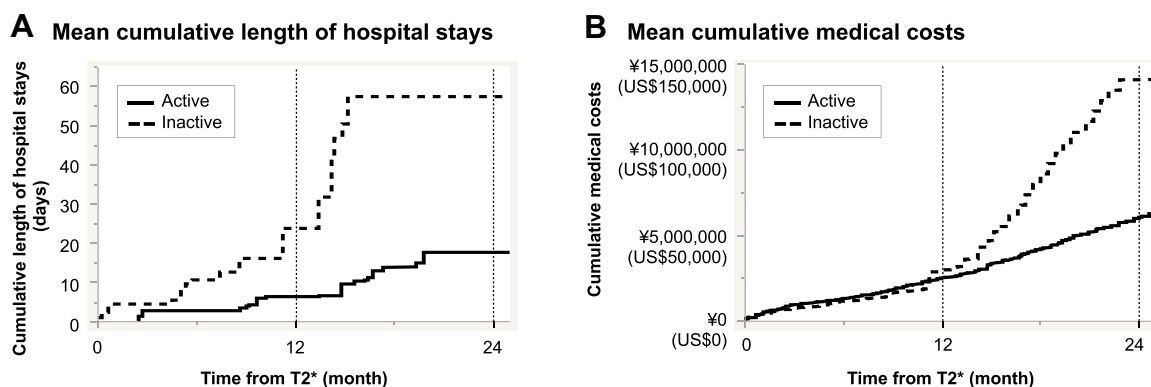 A Mean cumulative length of hospital stays
Cumulative length of hospital stays
(days)
60
50
40
30
20
10
0
Active
Inactive
0
12
24
Time from T2* (month)
B Mean cumulative medical costs
Cumulative medical costs
¥15,000,000
(US$150,000)
¥10,000,000
(US$100,000)
¥5,000,000
(US$50,000)
¥0
(US$0)
Active
Inactive
0
12
24
Time from T2* (month)